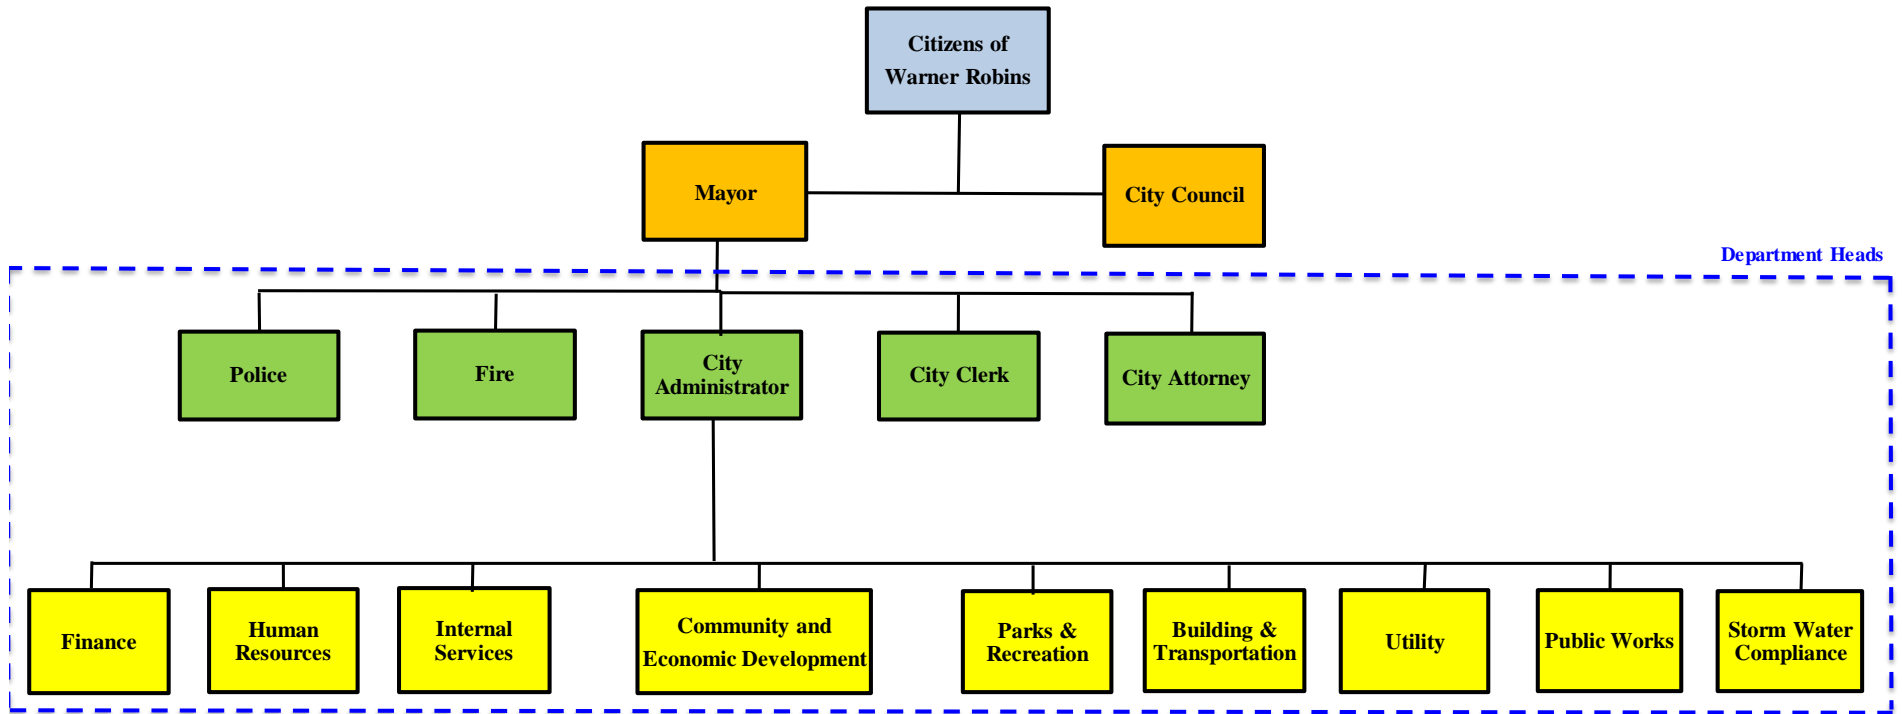 Citizens of
Warner Robins
Mayor
City Council
Department Heads
Police
Fire
City
Administrator
City Clerk
City Attorney
Finance
Human
Resources
Internal
Services
Community and
Economic Development
Parks &
Recreation
Building &
Transportation
Utility
Public Works
Storm Water
Compliance